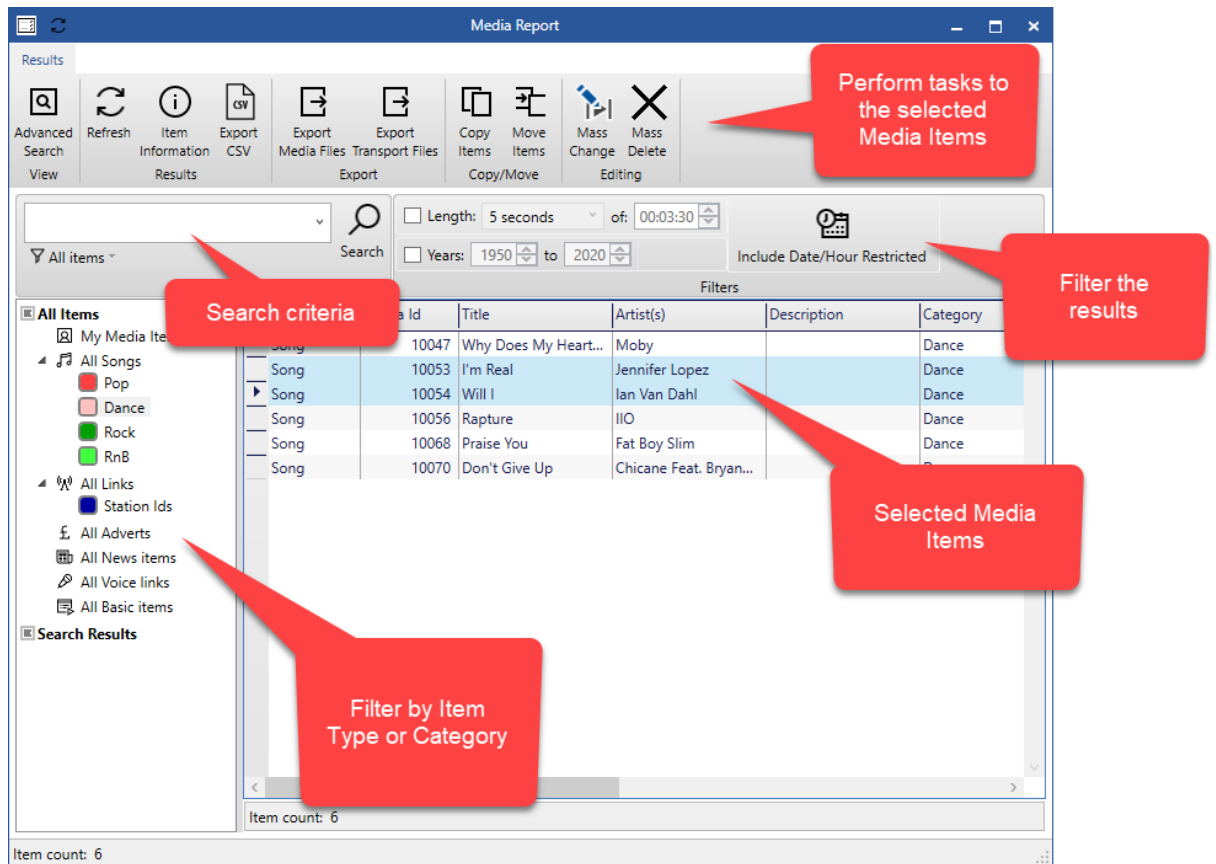 Media Report
Results
Perform tasks to
the selected
Media Items
Advanced
Search
Refresh
Item
Information
Export
CSV
Export
Media Files
Export
Transport Files
Copy
Items
Move
Items
Mass
Change
Mass
Delete
View
Results
Export
Copy/Move
Editing
CSV
Search
All items
Length: 5 seconds of: 00:03:30
Years: 1950 to 2020
Include Date/Hour Restricted
Filters
Filter the
results
Search criteria
All Items
My Media
All Songs
Pop
Dance
Rock
RnB
All Links
Station Ids
£ All Adverts
All News items
All Voice links
All Basic items
Search Results
Id Title Artist(s) Description Category
Song 10047 Why Does My Heart... Moby Dance
Song 10053 I'm Real Jennifer Lopez Dance
Song 10054 Will I Ian Van Dahl Dance
Song 10056 Rapture IIO Dance
Song 10068 Praise You Fat Boy Slim Dance
Song 10070 Don't Give Up Chicane Feat. Bryan...
Selected Media
Items
Filter by Item
Type or Category
Item count: 6
Item count: 6